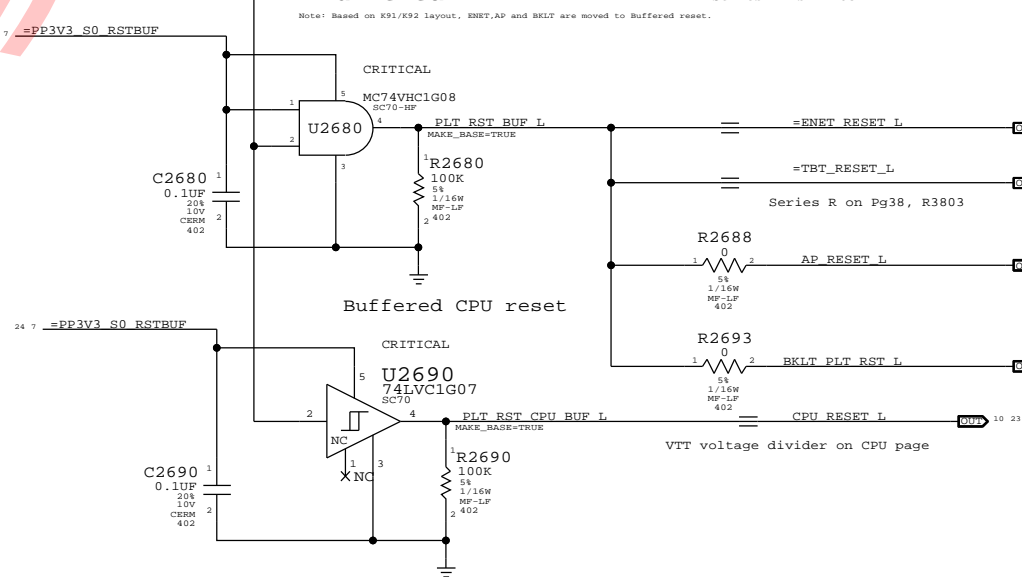 Note: Based on K91/K92 layout, ENET,AP and BKLT are moved to Buffered reset.
7 =PP3V3_S0_RSTBUF
CRITICAL
5
MC74VHC1G08
SC70-HF
1
U2680
4
PLT_RST_BUF_L
MAKE_BASE=TRUE
=ENET_RESET_L
2
3
1
R2680
100K
5%
1/16W
MF-LF
2 402
=TBT_RESET_L
Series R on Pg38, R3803
C2680
1
0.1UF
20%
10V
CERM
402
2
R2688
0
1
2
AP_RESET_L
5%
1/16W
MF-LF
402
Buffered CPU reset
24 7 =PP3V3_S0_RSTBUF
R2693
0
1
2
BKLT_PLT_RST_L
5%
1/16W
MF-LF
402
CRITICAL
5
U2690
74LVC1G07
SC70
2
4
NC
1
NC
3
PLT_RST_CPU_BUF_L
MAKE_BASE=TRUE
CPU_RESET_L
OUT
10 23
VTT voltage divider on CPU page
1
R2690
100K
5%
1/16W
MF-LF
2 402
C2690
1
0.1UF
20%
10V
CERM
402
2